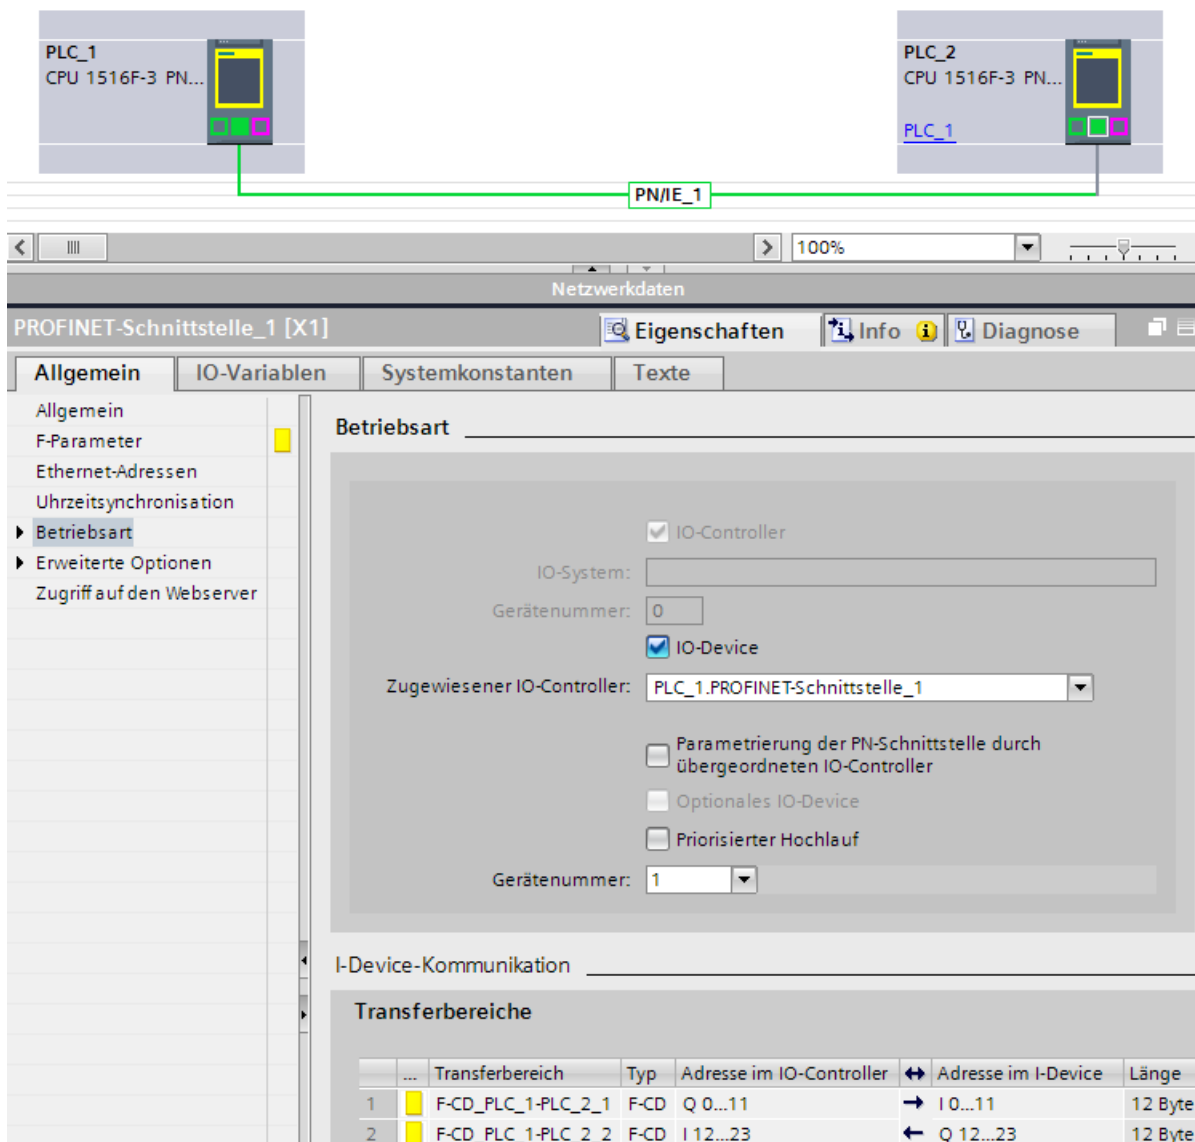 PLC_1
CPU 1516F-3 PN...
PLC_2
CPU 1516F-3 PN...
PLC_1
PN/IE_1
100%
Netzwerkdaten
PROFINET-Schnittstelle_1 [X1]
Eigenschaften
Info
Diagnose
Allgemein
IO-Variablen
Systemkonstanten
Texte
Allgemein
F-Parameter
Ethernet-Adressen
Uhrzeitsynchronisation
Betriebsart
Erweiterte Optionen
Zugriff auf den Webserver
Betriebsart
IO-Controller
IO-System:
Gerätenummer: 0
IO-Device
Zugewiesener IO-Controller: PLC_1.PROFINET-Schnittstelle_1
Parametrierung der PN-Schnittstelle durch
übergeordneten IO-Controller
Optionales IO-Device
Priorisierter Hochlauf
Gerätenummer: 1
I-Device-Kommunikation
Transferbereiche
... Transferbereich Typ Adresse im IO-Controller ↔ Adresse im I-Device Länge
1 F-CD_PLC_1-PLC_2_1 F-CD Q 0...11 → I 0...11 12 Byte
2 F-CD_PLC_1-PLC_2_2 F-CD I 12...23 ← Q 12...23 12 Byte